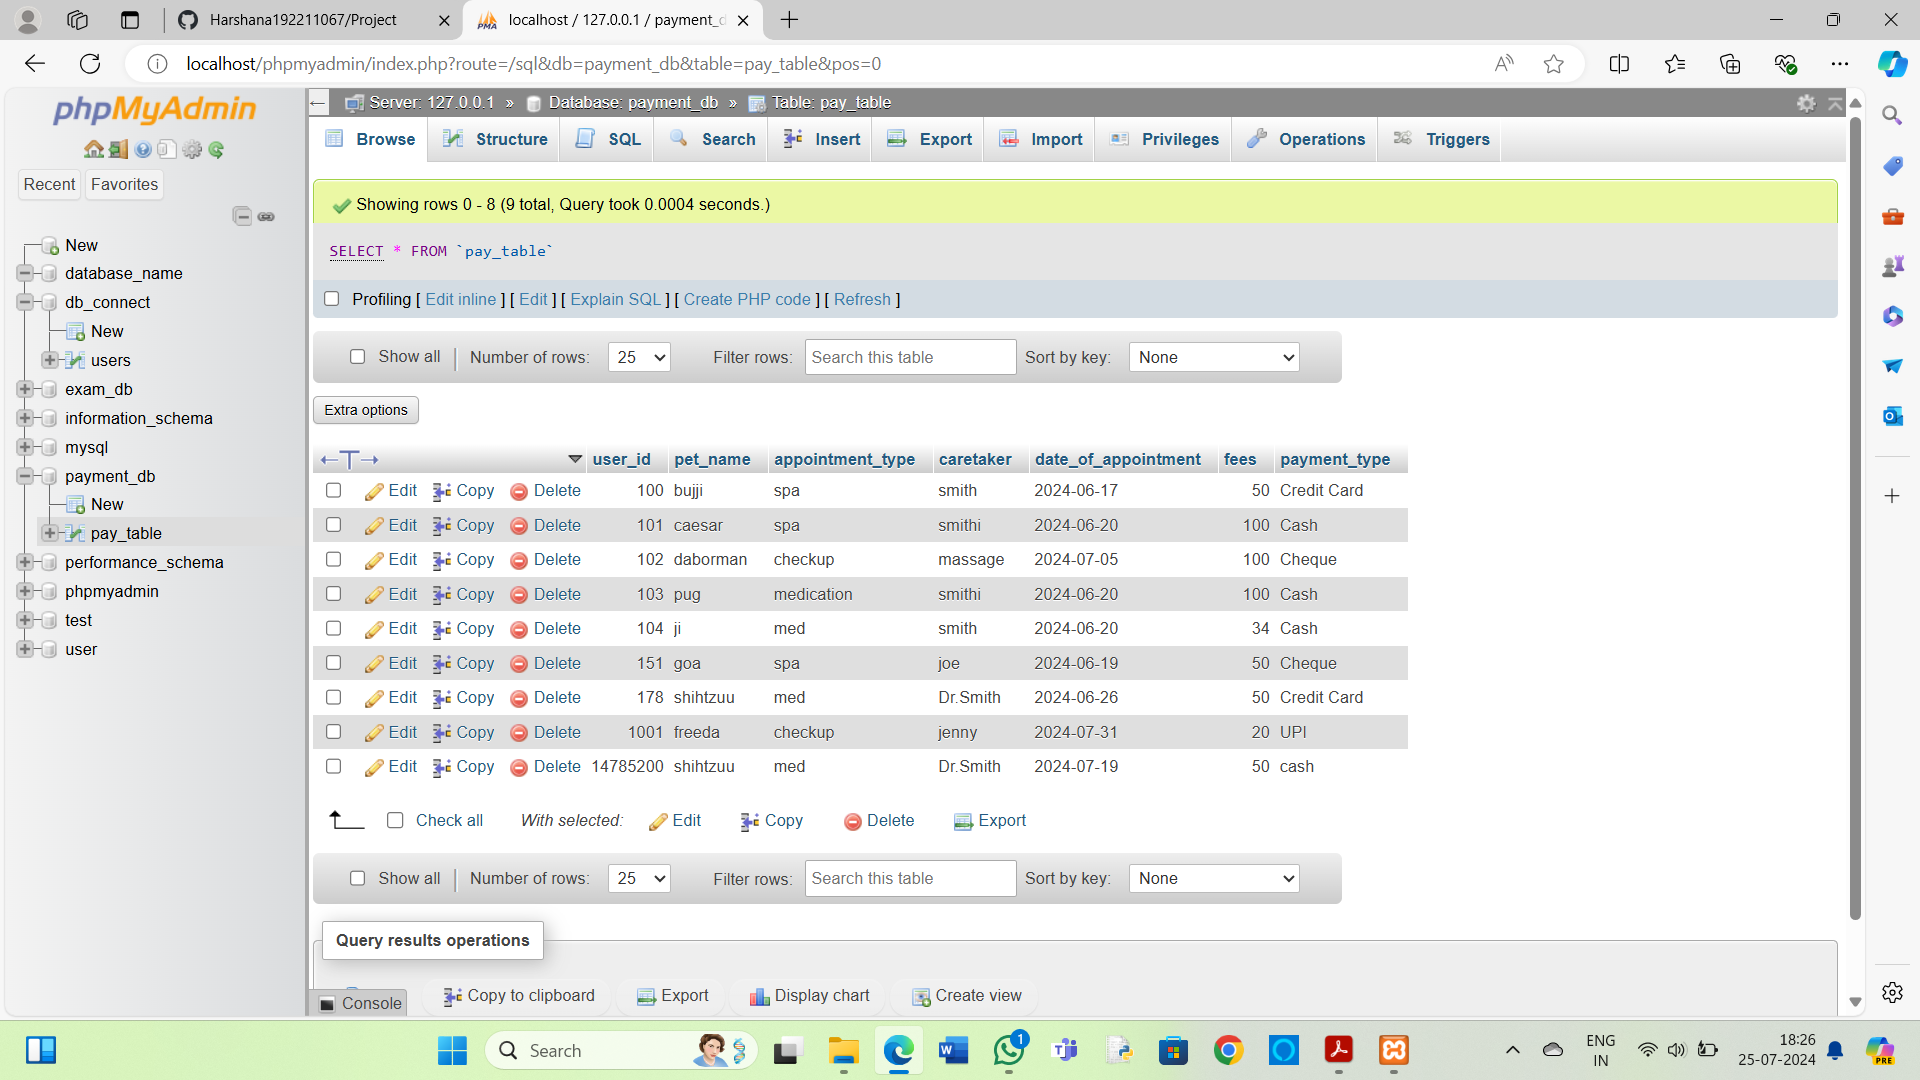 Harshana192211067/Project
localhost / 127.0.0.1 / payment_d
localhost/phpmyadmin/index.php?route=/sql&db=payment_db&table=pay_table&pos=0
phpMyAdmin
Recent Favorites
New
database_name
db_connect
New
users
exam_db
information_schema
mysql
payment_db
New
pay_table
performance_schema
phpmyadmin
test
user
Server: 127.0.0.1 » Database: payment_db » Table: pay_table
Browse Structure SQL Search Insert Export Import Privileges Operations Triggers
Showing rows 0 - 8 (9 total, Query took 0.0004 seconds.)
SELECT * FROM `pay_table`
Profiling [ Edit inline ] [ Edit ] [ Explain SQL ] [ Create PHP code ] [ Refresh ]
Show all | Number of rows: 25 Filter rows: Search this table Sort by key: None
Extra options
user_id pet_name appointment_type caretaker date_of_appointment fees payment_type
Edit Copy Delete 100 bujji spa smith 2024-06-17 50 Credit Card
Edit Copy Delete 101 caesar spa smithi 2024-06-20 100 Cash
Edit Copy Delete 102 daborman checkup massage 2024-07-05 100 Cheque
Edit Copy Delete 103 pug medication smithi 2024-06-20 100 Cash
Edit Copy Delete 104 ji med smith 2024-06-20 34 Cash
Edit Copy Delete 151 goa spa joe 2024-06-19 50 Cheque
Edit Copy Delete 178 shihtzuu med Dr.Smith 2024-06-26 50 Credit Card
Edit Copy Delete 1001 freeda checkup jenny 2024-07-31 20 UPI
Edit Copy Delete 14785200 shihtzuu med Dr.Smith 2024-07-19 50 cash
Check all With selected: Edit Copy Delete Export
Show all | Number of rows: 25 Filter rows: Search this table Sort by key: None
Query results operations
Console Copy to clipboard Export Display chart Create view
Search
1
ENG
IN
18:26
25-07-2024
PRE